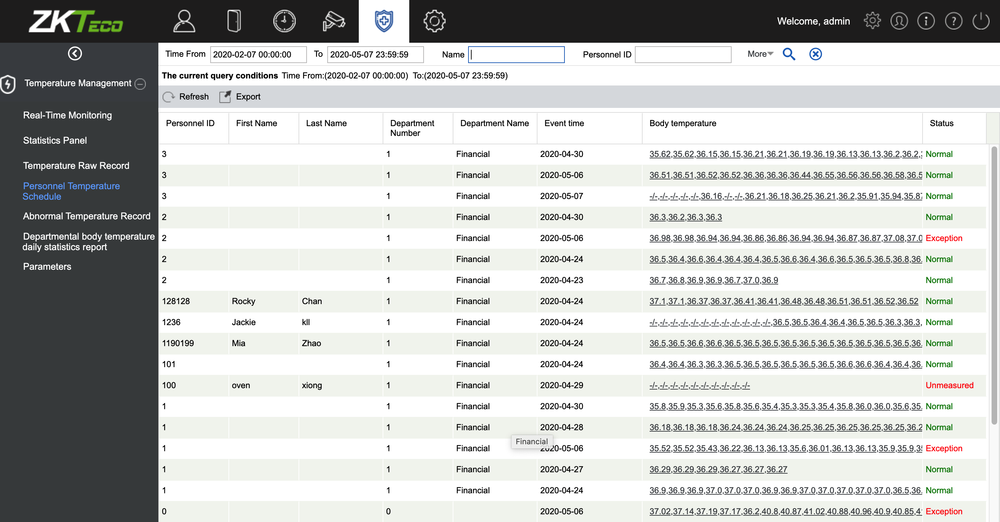 ZKTeco
Welcome, admin
Time From 2020-02-07 00:00:00 To 2020-05-07 23:59:59 Name Personnel ID More
The current query conditions Time From:(2020-02-07 00:00:00) To:(2020-05-07 23:59:59)
Refresh Export
Temperature Management
Real-Time Monitoring
Statistics Panel
Temperature Raw Record
Personnel Temperature
Schedule
Abnormal Temperature Record
Departmental body temperature
daily statistics report
Parameters
Personnel ID First Name Last Name Department Number Department Name Event time Body temperature Status
3 1 Financial 2020-04-30 35.62,35.62,36.15,36.15,36.21,36.21,36.19,36.19,36.13,36.13,36.2,36.2, Normal
3 1 Financial 2020-05-06 36.51,36.51,36.52,36.52,36.36,36.36,36.44,36.55,36.56,36.56,36.58,36.5 Normal
3 1 Financial 2020-05-07 -/-,-/-,-/-,-/-,-/-,36.16,-/-,-/-,36.21,36.18,36.25,36.21,36.2,35.91,35.94,35.87 Normal
2 1 Financial 2020-04-30 36.3,36.2,36.3,36.3 Normal
2 1 Financial 2020-05-06 36.98,36.98,36.94,36.94,36.86,36.86,36.94,36.94,36.87,36.87,37.08,37.0 Exception
2 1 Financial 2020-04-24 36.5,36.4,36.6,36.4,36.4,36.4,36.5,36.6,36.4,36.6,36.5,36.5,36.5,36.8,36. Normal
2 1 Financial 2020-04-23 36.7,36.8,36.9,36.9,36.7,37.0,36.9 Normal
128128 Rocky Chan 1 Financial 2020-04-24 37.1,37.1,36.37,36.37,36.41,36.41,36.48,36.48,36.51,36.51,36.52,36.52 Normal
1236 Jackie kll 1 Financial 2020-04-24 -/-,-/-,-/-,-/-,-/-,-/-,-/-,-/-,-/-,-/-,-/-,-/-,36.5,36.5,36.4,36.4,36.5,36.5,36.3,36.3, Normal
1190199 Mia Zhao 1 Financial 2020-04-24 36.5,36.5,36.6,36.6,36.5,36.5,36.5,36.5,36.5,36.5,36.5,36.5,36.5,36.5,36. Normal
101 1 Financial 2020-04-24 36.4,36.4,36.3,36.3,36.5,36.5,36.5,36.5,36.5,36.5,36.6,36.6,36.4,36.4,36. Normal
100 oven xiong 1 Financial 2020-04-29 -/-,-/-,-/-,-/-,-/-,-/-,-/-,-/-,-/-,-/- Unmeasured
1 1 Financial 2020-04-30 35.8,35.9,35.3,35.6,35.8,35.6,35.4,35.3,35.3,35.4,35.8,36.0,36.0,35.6,35. Normal
1 1 Financial 2020-04-28 36.18,36.18,36.18,36.24,36.24,36.24,36.25,36.25,36.25,36.25,36.25,36.2 Normal
Financial
1 1 Financial 2020-05-06 35.52,35.52,35.43,36.22,36.13,36.13,35.6,36.01,36.13,36.13,35.9,35.9, Exception
1 1 Financial 2020-04-27 36.29,36.29,36.29,36.27,36.27,36.27 Normal
1 1 Financial 2020-04-24 36.9,36.9,36.9,37.0,37.0,37.0,36.9,36.9,37.0,37.0,37.0,37.0,37.0,36.5,36. Normal
0 0 2020-05-06 37.02,37.14,37.19,37.17,36.2,40.8,40.87,41.02,40.88,40.96,40.9,40.85, Exception